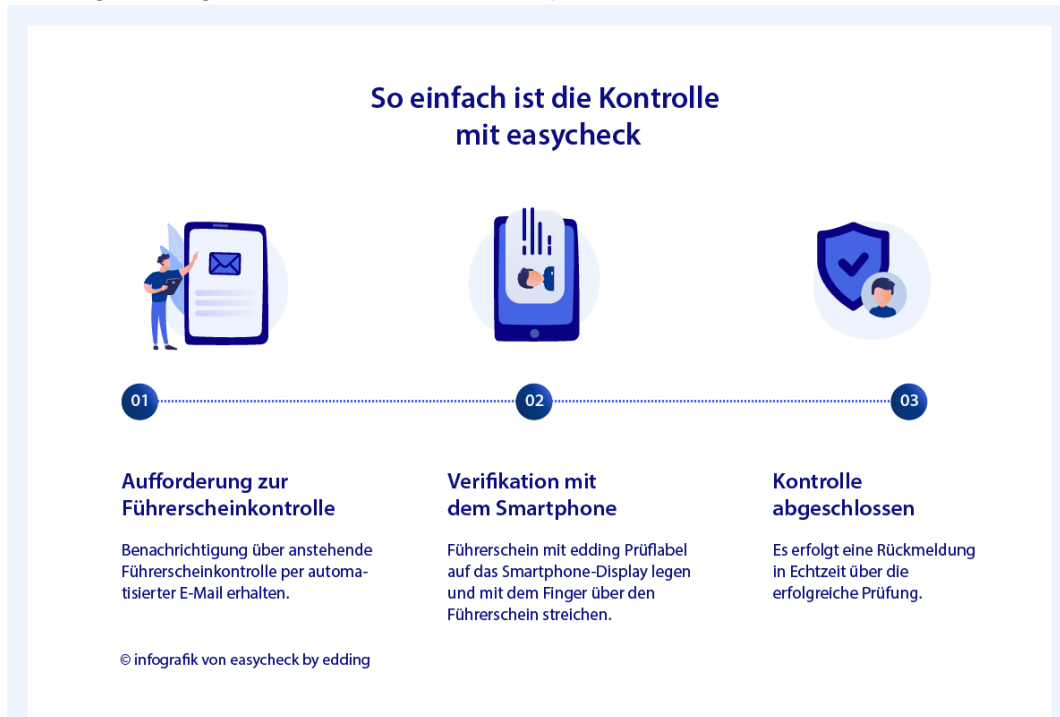 So einfach ist die Kontrolle
mit easycheck
01
02
03
Aufforderung zur
Führerscheinkontrolle
Benachrichtigung über anstehende
Führerscheinkontrolle per automa-
tisierter E-Mail erhalten.
Verifikation mit
dem Smartphone
Führerschein mit edding Prüflabel
auf das Smartphone-Display legen
und mit dem Finger über den
Führerschein streichen.
Kontrolle
abgeschlossen
Es erfolgt eine Rückmeldung
in Echtzeit über die
erfolgreiche Prüfung.
© infografik von easycheck by edding